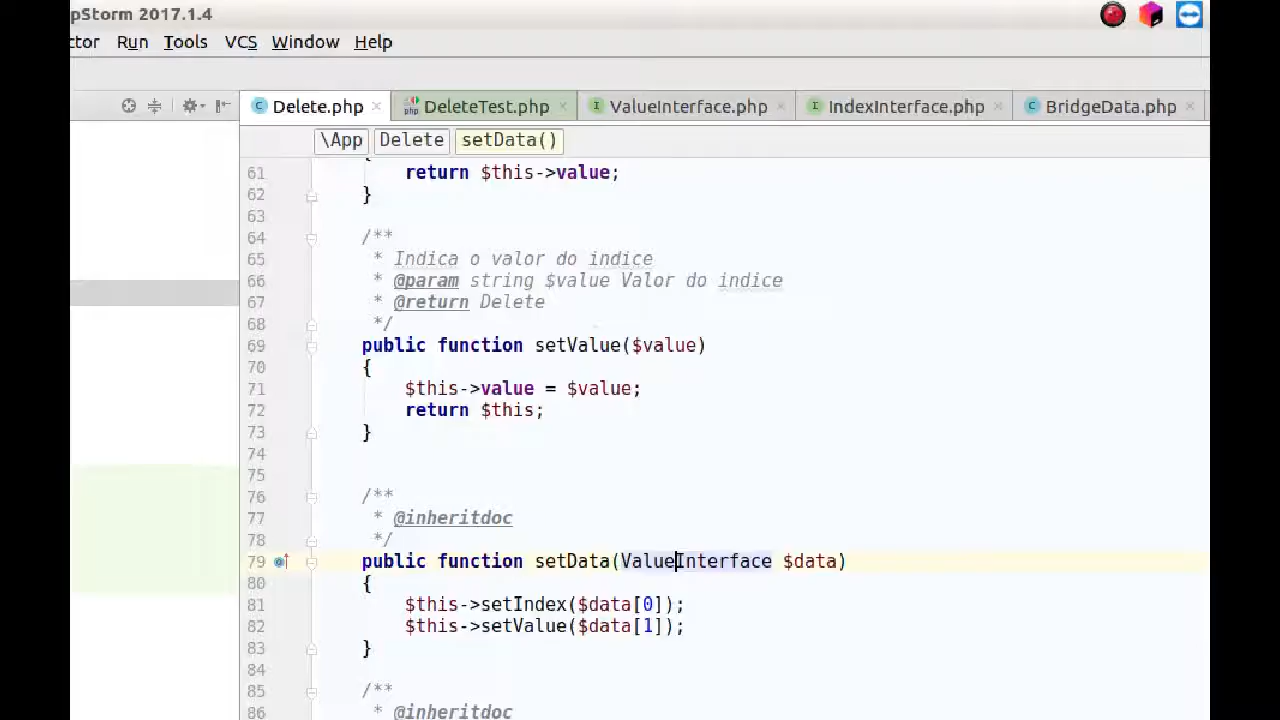 pStorm 2017.1.4
ctor Run Tools VCS Window Help
Delete.php DeleteTest.php ValueInterface.php IndexInterface.php BridgeData.php
\App Delete setData()
61 return $this->value;
62 }
63
64 /**
65 * Indica o valor do indice
66 * @param string $value Valor do indice
67 * @return Delete
68 */
69 public function setValue($value)
70 {
71 $this->value = $value;
72 return $this;
73 }
74
75
76 /**
77 * @inheritdoc
78 */
79 public function setData(ValueInterface $data)
80 {
81 $this->setIndex($data[0]);
82 $this->setValue($data[1]);
83 }
84
85 /**
86 * @inheritdoc